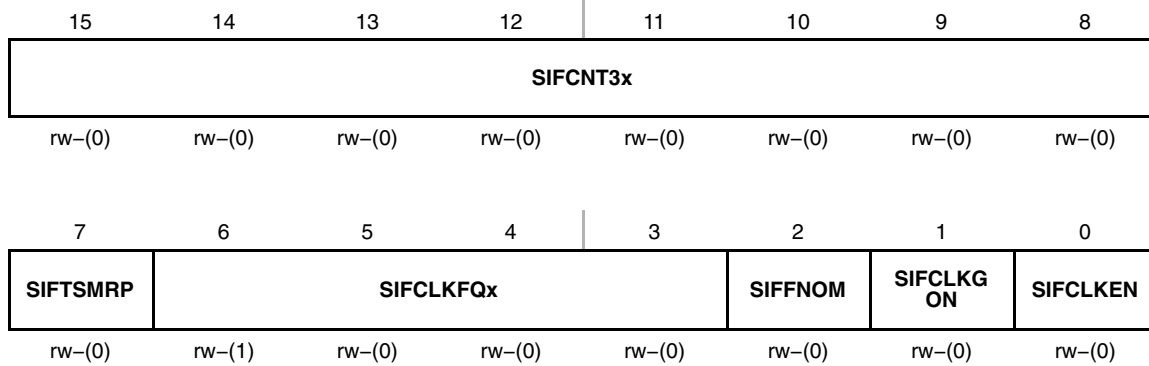 15 14 13 12 11 10 9 8
SIFCNT3x
rw−(0) rw−(0) rw−(0) rw−(0) rw−(0) rw−(0) rw−(0) rw−(0)
7 6 5 4 3 2 1 0
SIFTSMRP SIFCLKFQx SIFFNOM SIFCLKG
ON SIFCLKEN
rw−(0) rw−(1) rw−(0) rw−(0) rw−(0) rw−(0) rw−(0) rw−(0)